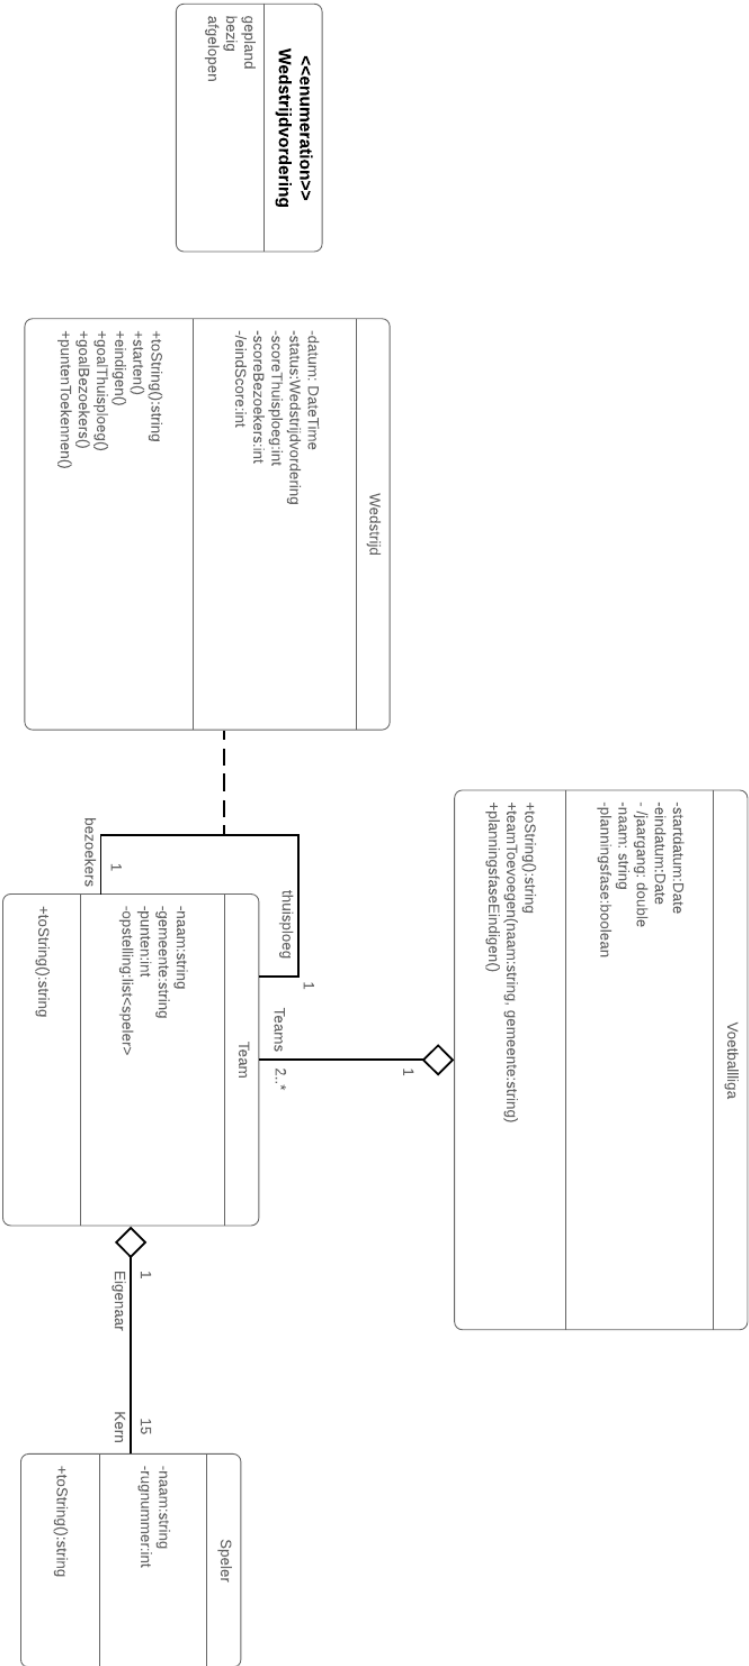 <<enumeration>>
Wedstrijdvordering
gepland
bezig
afgelopen
Wedstrijd
-datum: DateTime
-status:Wedstrijdvordering
-scoreThuisploeg:int
-scoreBezoekers:int
-/eindScore:int
+toString():string
+starten()
+eindigen()
+goalThuisploeg()
+goalBezoekers()
+puntenToekennen()
Voetballliga
-startdatum:Date
-eindatum:Date
- /jaargang: double
-naam: string
-planningsfase:boolean
+toString():string
+teamToevoegen(naam:string, gemeente:string)
+planningsfaseEindigen()
1
Teams 2..*
thuisploeg
1
1
bezoekers
Team
-naam:string
-gemeente:string
-punten:int
-opstelling:list<speler>
+toString():string
1
Eigenaar
15
Kern
Speler
-naam:string
-rugnummer:int
+toString():string